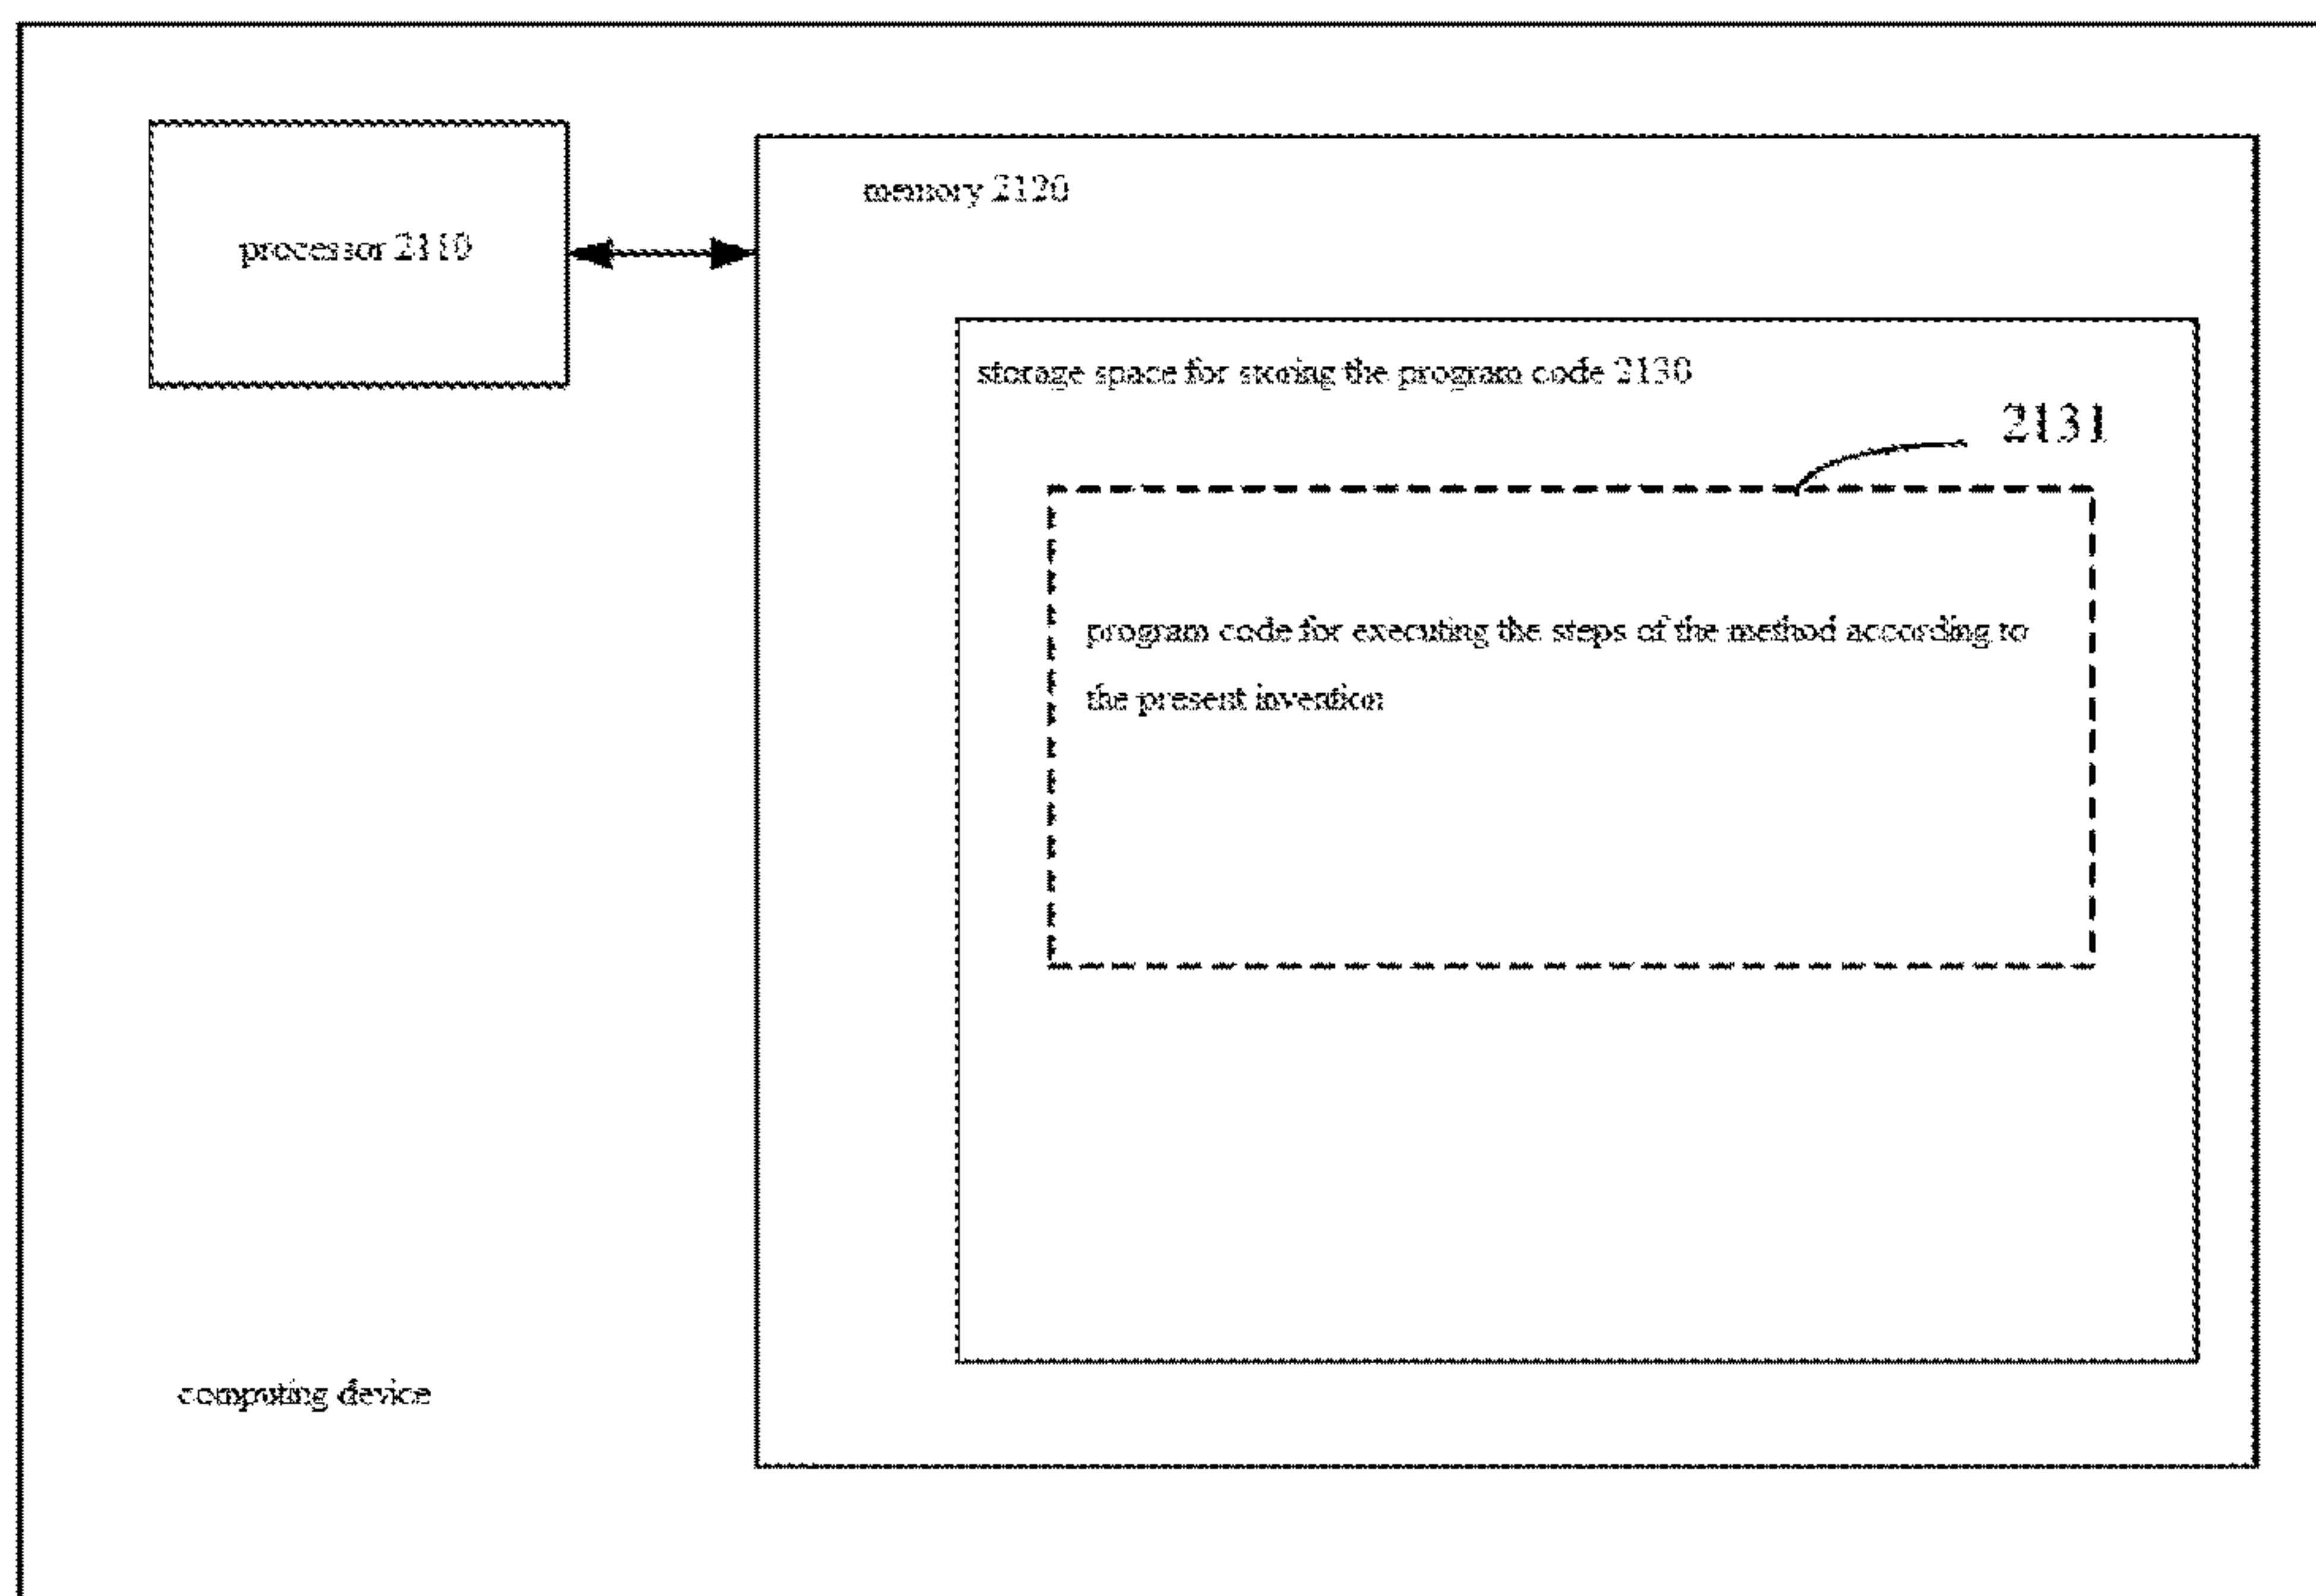 processor 2110
memory 2120
storage space for storing the program code 2130
2131
program code for executing the steps of the method according to
the present invention
computing device